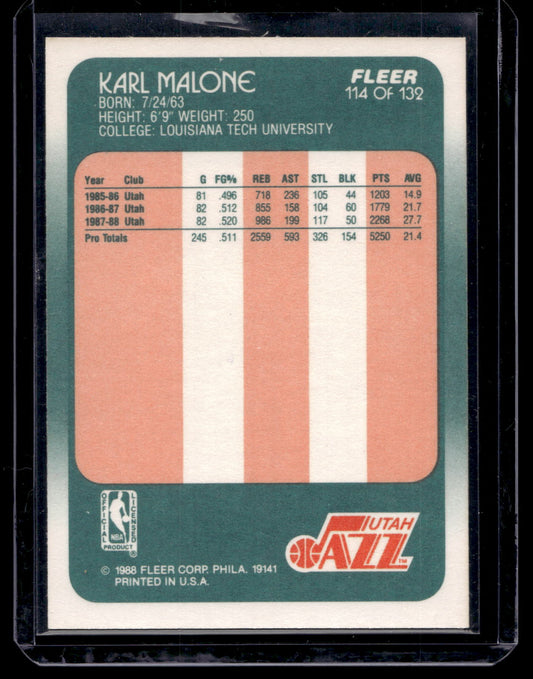 KARL MALONE
FLEER
114 OF 132
BORN: 7/24/63
HEIGHT: 6'9" WEIGHT: 250
COLLEGE: LOUISIANA TECH UNIVERSITY
Year Club G FG% REB AST STL BLK PTS AVG
1985-86 Utah 81 .496 718 236 105 44 1203 14.9
1986-87 Utah 82 .512 855 158 104 60 1779 21.7
1987-88 Utah 82 .520 986 199 117 50 2268 27.7
Pro Totals 245 .511 2559 593 326 154 5250 21.4
OFFICIAL
LICENSED
NBA
PRODUCT ®
UTAH
JAZZ™
© 1988 FLEER CORP. PHILA. 19141
PRINTED IN U.S.A.